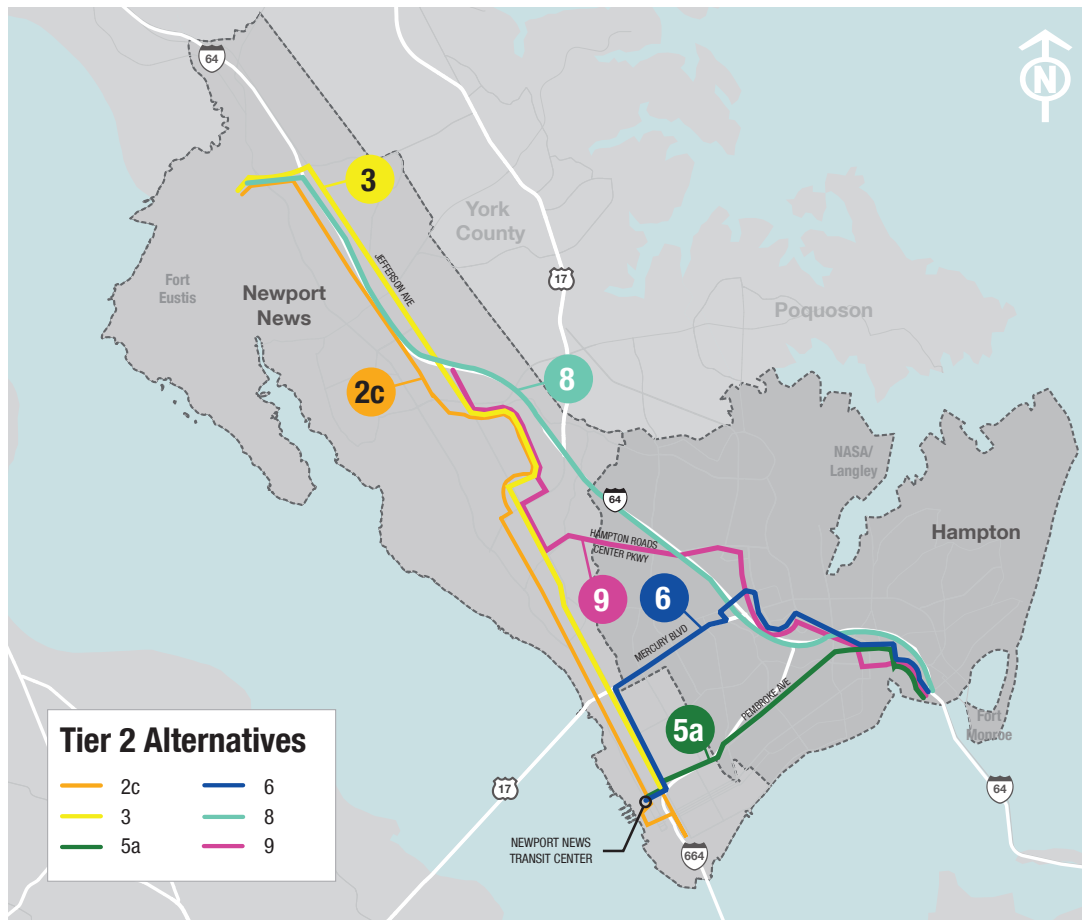 64
N
3
York
County
JEFFERSON AVE
17
Fort
Eustis
Newport
News
Poquoson
2c
8
NASA/
Langley
64
Hampton
HAMPTON ROADS
CENTER PKWY
9
6
MERCURY BLVD
PEMBROKE AVE
5a
Fort
Monroe
Tier 2 Alternatives
2c
3
5a
6
8
9
17
64
NEWPORT NEWS
TRANSIT CENTER
664